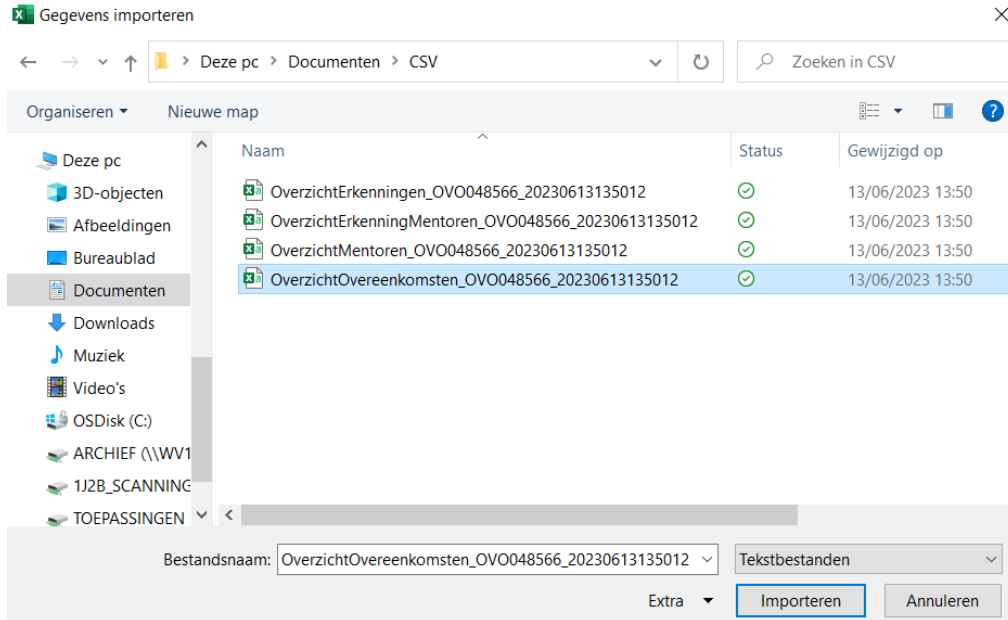 Gegevens importeren
Deze pc > Documenten > CSV
Zoeken in CSV
Organiseren
Nieuwe map
Naam
Status
Gewijzigd op
Deze pc
3D-objecten
Afbeeldingen
Bureaublad
Documenten
Downloads
Muziek
Video's
OSDisk (C:)
ARCHIEF (\\WV1
1J2B_SCANNING
TOEPASSINGEN
OverzichtErkenningen_OVO048566_20230613135012 13/06/2023 13:50
OverzichtErkenningMentoren_OVO048566_20230613135012 13/06/2023 13:50
OverzichtMentoren_OVO048566_20230613135012 13/06/2023 13:50
OverzichtOvereenkomsten_OVO048566_20230613135012 13/06/2023 13:50
Bestandsnaam: OverzichtOvereenkomsten_OVO048566_20230613135012
Tekstbestanden
Extra
Importeren
Annuleren